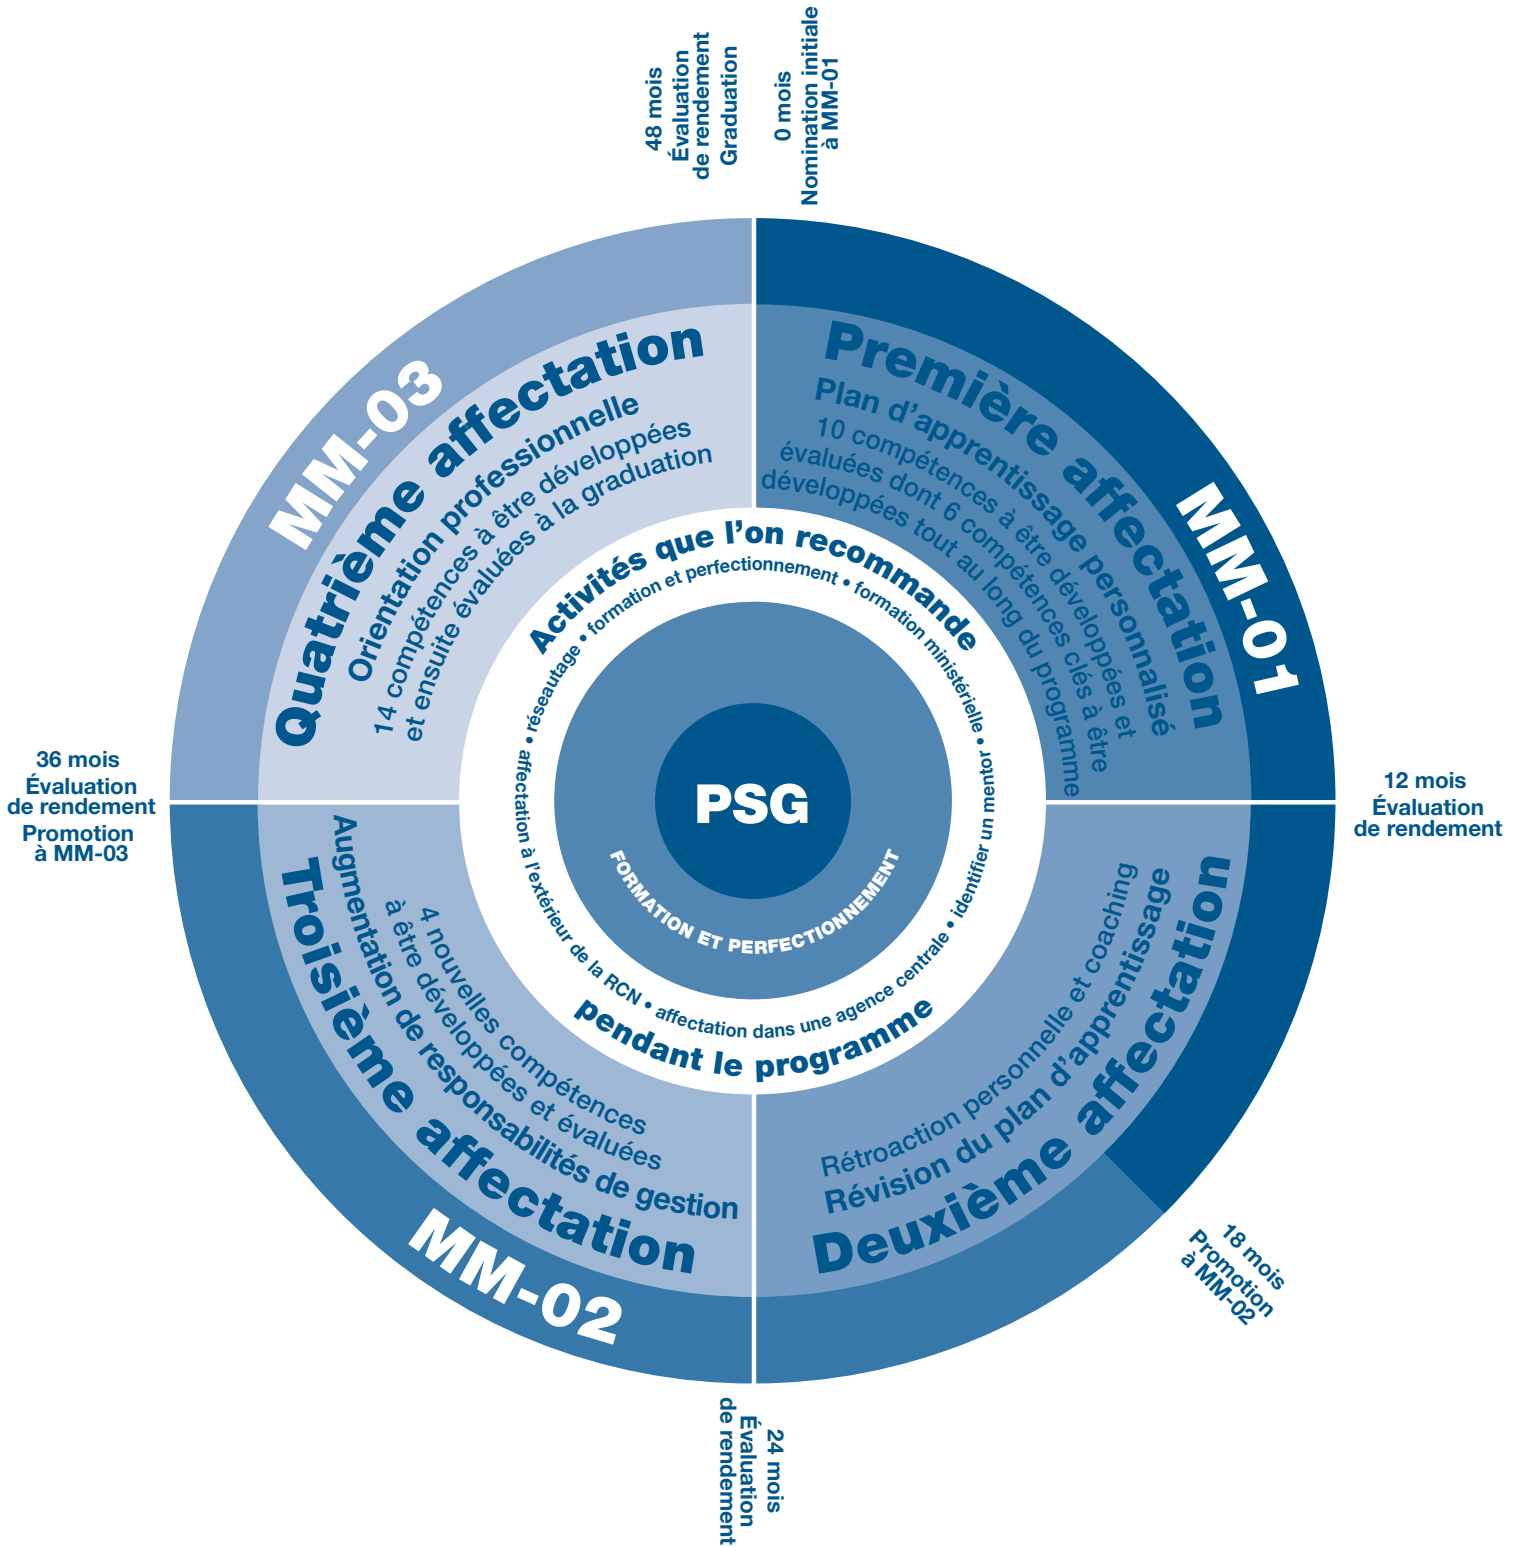 48 mois
Évaluation
de rendement
Graduation
0 mois
Nomination initiale
à MM-01
MM-01
Première affectation
Plan d’apprentissage personnalisé
10 compétences à être développées et
évaluées dont 6 compétences clés à être
développées tout au long du programme
12 mois
Évaluation
de rendement
Deuxième affectation
Révision du plan d’apprentissage
Rétroaction personnelle et coaching
18 mois
Promotion
à MM-02
24 mois
Évaluation
de rendement
MM-02
Troisième affectation
Augmentation de responsabilités de gestion
4 nouvelles compétences
à être développées et évaluées
36 mois
Évaluation
de rendement
Promotion
à MM-03
MM-03
Quatrième affectation
Orientation professionnelle
14 compétences à être développées
et ensuite évaluées à la graduation
Activités que l’on recommande
pendant le programme
• réseautage • formation et perfectionnement • formation ministérielle • identifier un mentor • affectation dans une agence centrale • affectation à l’extérieur de la RCN
PSG
FORMATION ET PERFECTIONNEMENT